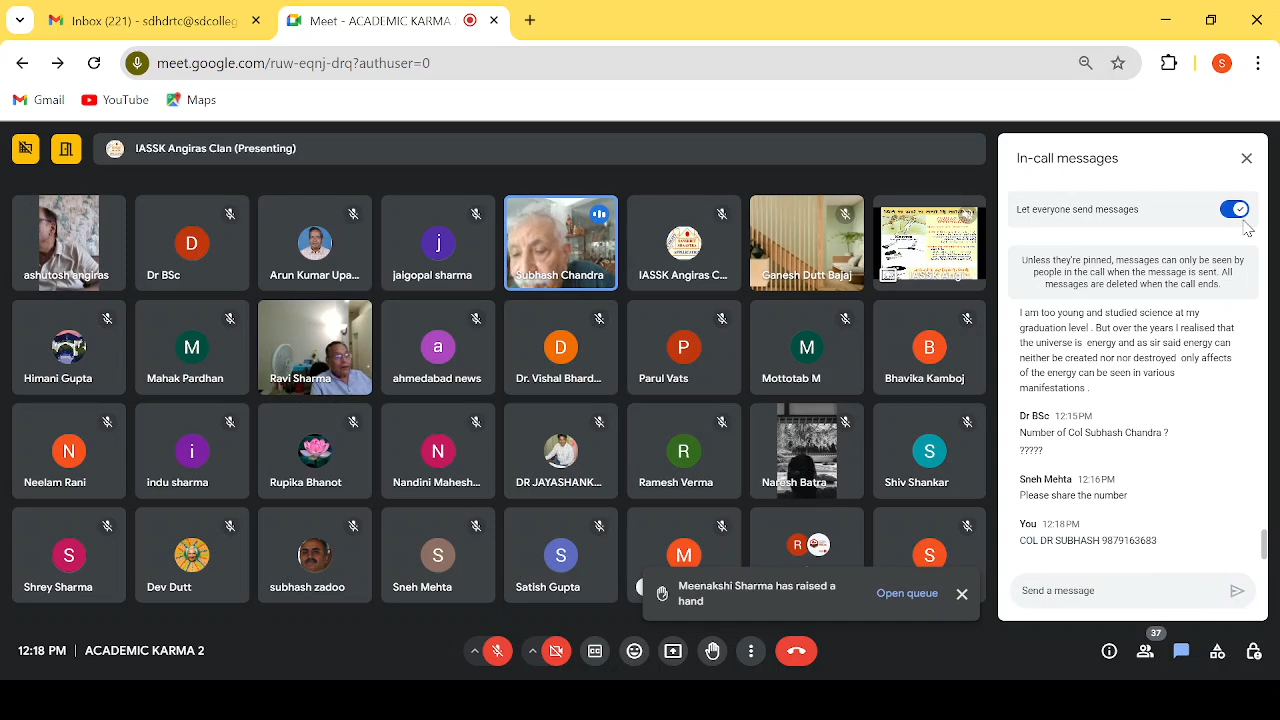 Inbox (221) - sdhdrtc@sdcolleg
Meet - ACADEMIC KARMA
meet.google.com/ruw-eqnj-drq?authuser=0
S
Gmail
YouTube
Maps
IASSK Angiras Clan (Presenting)
ashutosh angiras
D
Dr BSc
Arun Kumar Upa...
j
jaigopal sharma
Subhash Chandra
IASSK Angiras C...
Ganesh Dutt Bajaj
IASSK Angi
Himani Gupta
M
Mahak Pardhan
Ravi Sharma
a
ahmedabad news
D
Dr. Vishal Bhard...
P
Parul Vats
M
Mottotab M
B
Bhavika Kamboj
N
Neelam Rani
i
indu sharma
Rupika Bhanot
N
Nandini Mahesh...
DR JAYASHANK...
R
Ramesh Verma
Naresh Batra
S
Shiv Shankar
S
Shrey Sharma
Dev Dutt
subhash zadoo
S
Sneh Mehta
S
Satish Gupta
M
R
S
Meenakshi Sharma has raised a
hand
Open queue
12:18 PM | ACADEMIC KARMA 2
37
In-call messages
Let everyone send messages
Unless they're pinned, messages can only be seen by
people in the call when the message is sent. All
messages are deleted when the call ends.
I am too young and studied science at my
graduation level . But over the years I realised that
the universe is energy and as sir said energy can
neither be created nor nor destroyed only affects
of the energy can be seen in various
manifestations .
Dr BSc 12:15 PM
Number of Col Subhash Chandra ?
?????
Sneh Mehta 12:16 PM
Please share the number
You 12:18 PM
COL DR SUBHASH 9879163683
Send a message